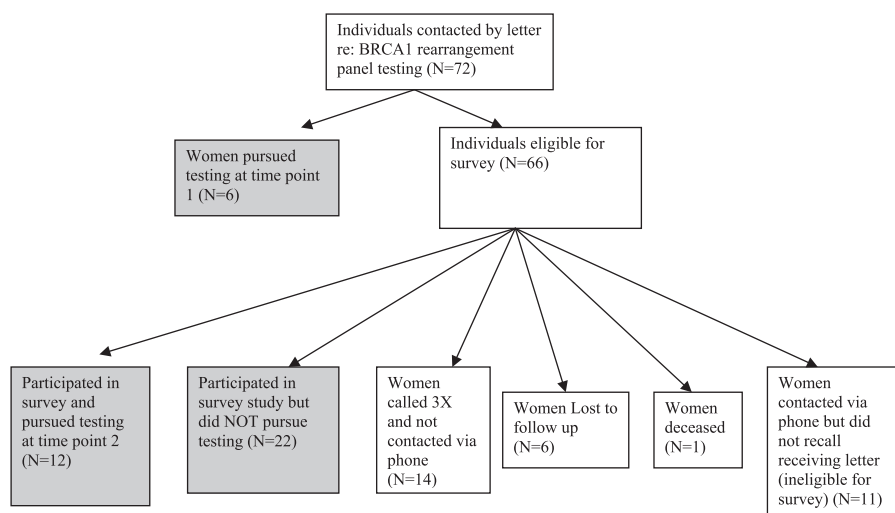 Individuals contacted by letter
re: BRCA1 rearrangement
panel testing (N=72)
Women pursued
testing at time point
1 (N=6)
Individuals eligible for
survey (N=66)
Participated in
survey and
pursued testing
at time point 2
(N=12)
Participated in
survey study but
did NOT pursue
testing (N=22)
Women
called 3X
and not
contacted via
phone
(N=14)
Women Lost to
follow up
(N=6)
Women
deceased
(N=1)
Women
contacted via
phone but did
not recall
receiving letter
(ineligible for
survey) (N=11)